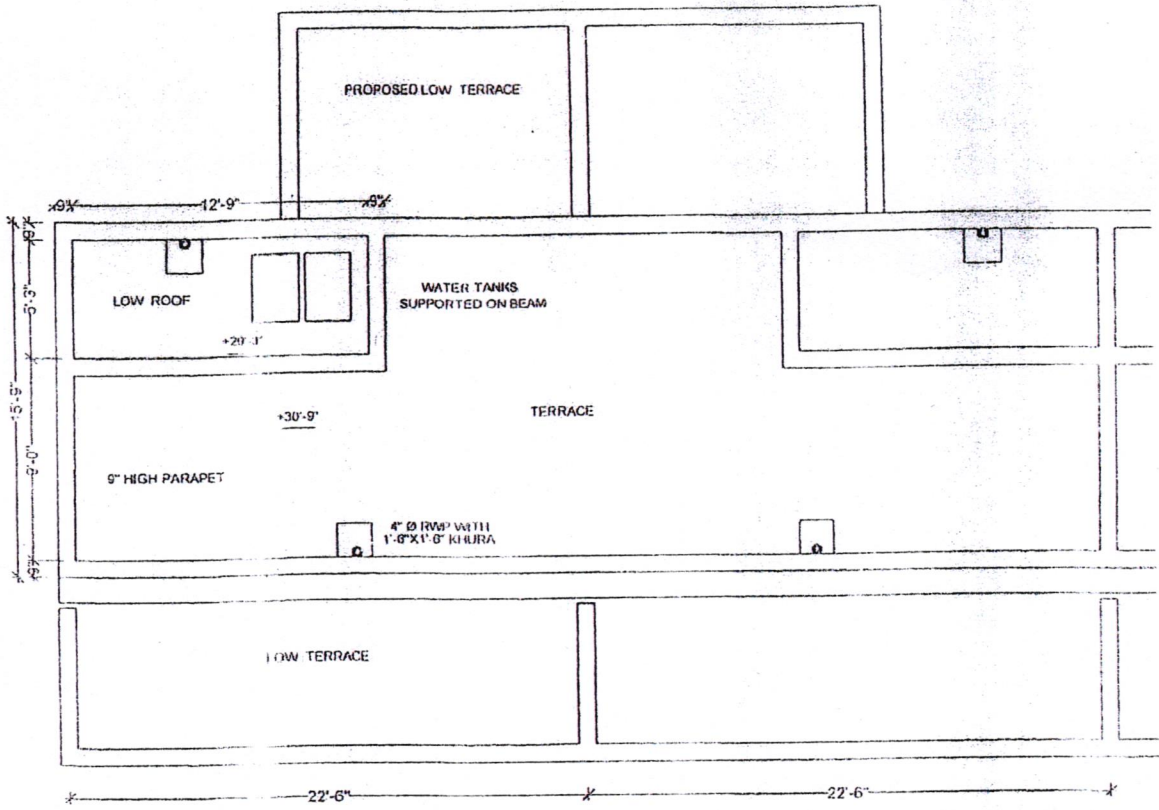 PROPOSED LOW TERRACE
9"
12'-9"
9"
9"
LOW ROOF
WATER TANKS
SUPPORTED ON BEAM
15'-9"
+30'-9"
TERRACE
9'-0"
9" HIGH PARAPET
4" Ø RWP WITH
1'-6"X1'-6" KHURA
9"
LOW TERRACE
22'-6"
22'-6"